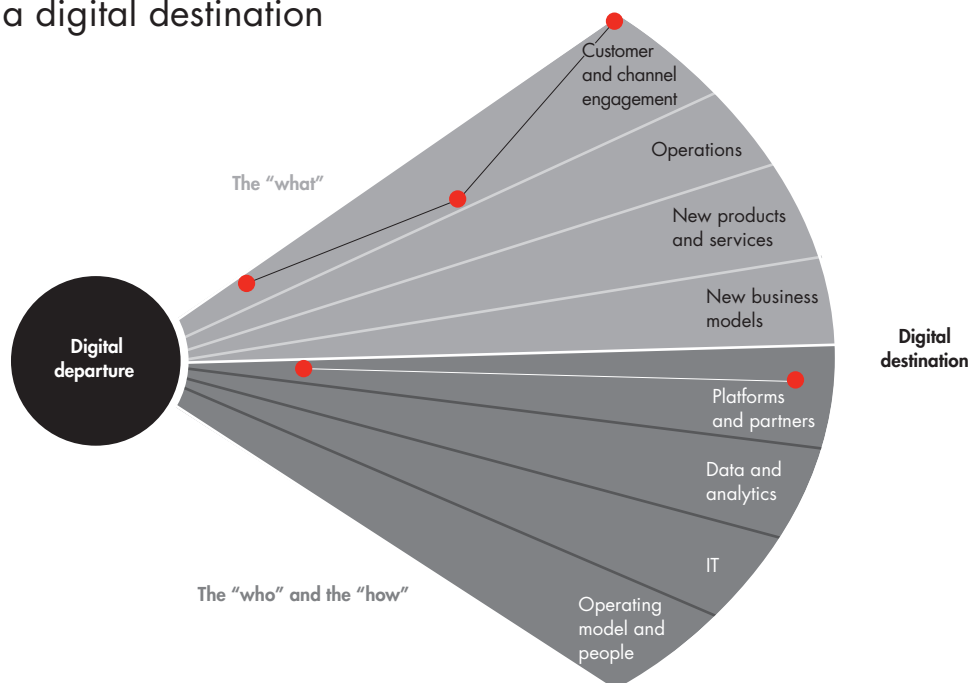 a digital destination
Customer
and channel
engagement
Operations
The “what”
New products
and services
New business
models
Digital
departure
Digital
destination
Platforms
and partners
Data and
analytics
IT
The “who” and the “how”
Operating
model and
people